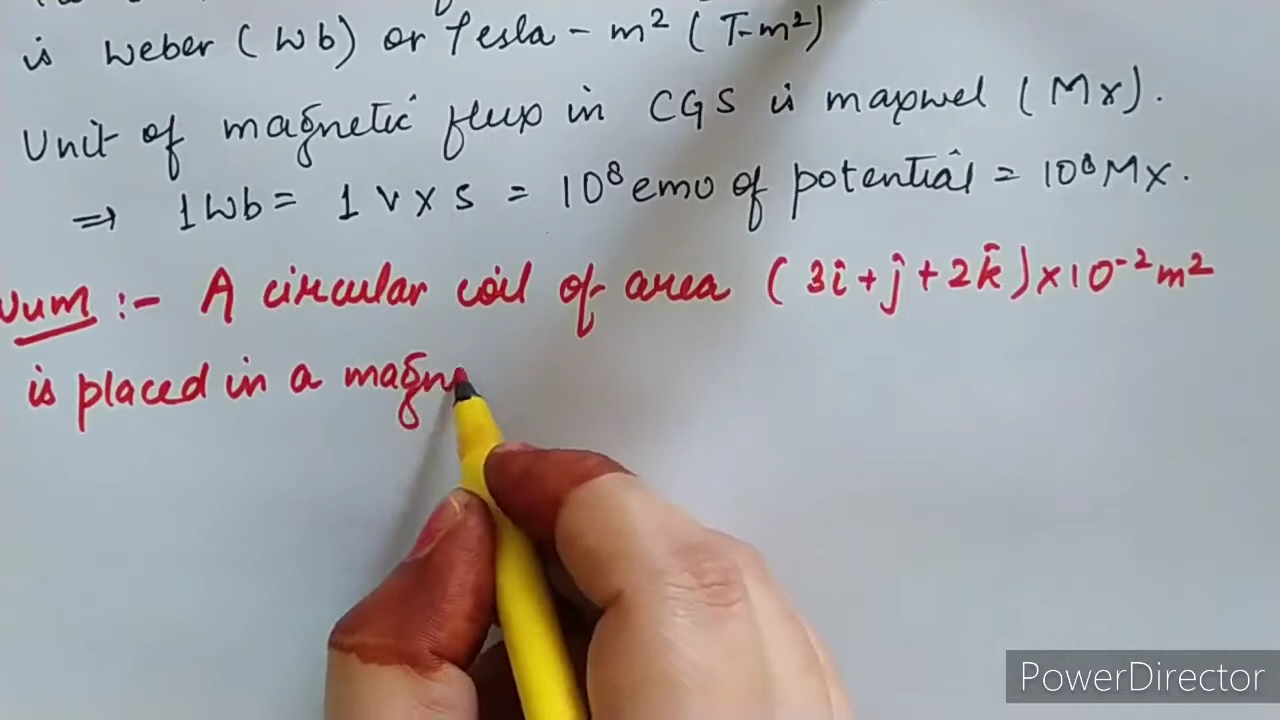 is weber (Wb) or Tesla - m² (T-m²)
Unit of magnetic flux in CGS is maxwel (Mx).
⇒ 1Wb = 1 V x S = 10⁸ emu of potential = 10⁸ Mx.
Num :- A circular coil of area (3î + ĵ + 2k̂) x 10⁻² m²
is placed in a magn
PowerDirector